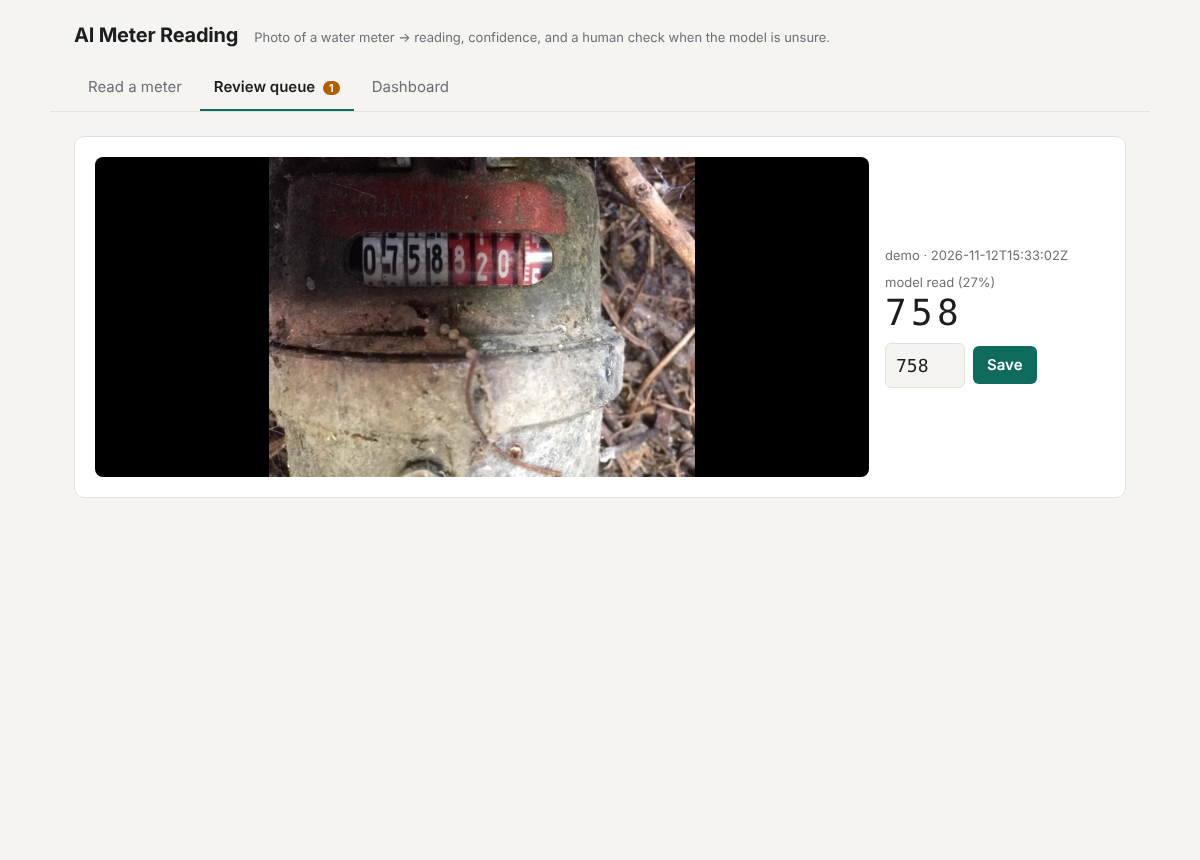 AI Meter Reading
Photo of a water meter → reading, confidence, and a human check when the model is unsure.
Read a meter
Review queue 1
Dashboard
0758820
demo · 2026-11-12T15:33:02Z
model read (27%)
758
758
Save